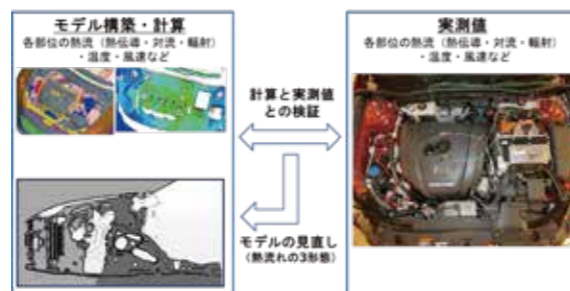 モデル構築・計算
各部位の熱流（熱伝導・対流・輻射）
・温度・風速など
計算と実測値
との検証
モデルの見直し
（熱流れの3形態）
実測値
各部位の熱流（熱伝導・対流・輻射）
・温度・風速など